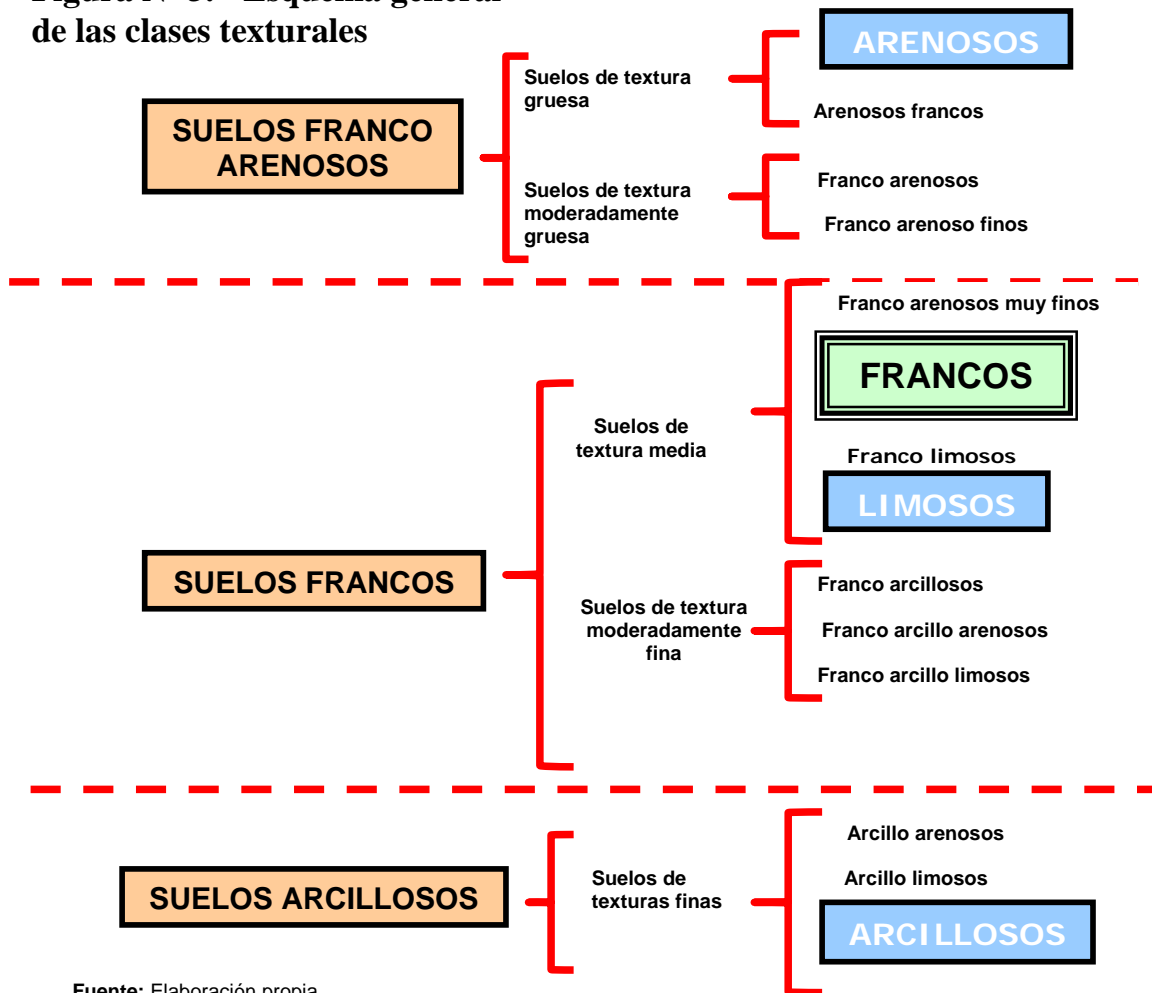 de las clases texturales
SUELOS FRANCO
ARENOSOS
Suelos de textura
gruesa
ARENOSOS
Arenosos francos
Suelos de textura
moderadamente
gruesa
Franco arenosos
Franco arenoso finos
SUELOS FRANCOS
Suelos de
textura media
Franco arenosos muy finos
FRANCOS
Franco limosos
LIMOSOS
Suelos de textura
moderadamente
fina
Franco arcillosos
Franco arcillo arenosos
Franco arcillo limosos
SUELOS ARCILLOSOS
Suelos de
texturas finas
Arcillo arenosos
Arcillo limosos
ARCILLOSOS
Fuente: Elaboración propia